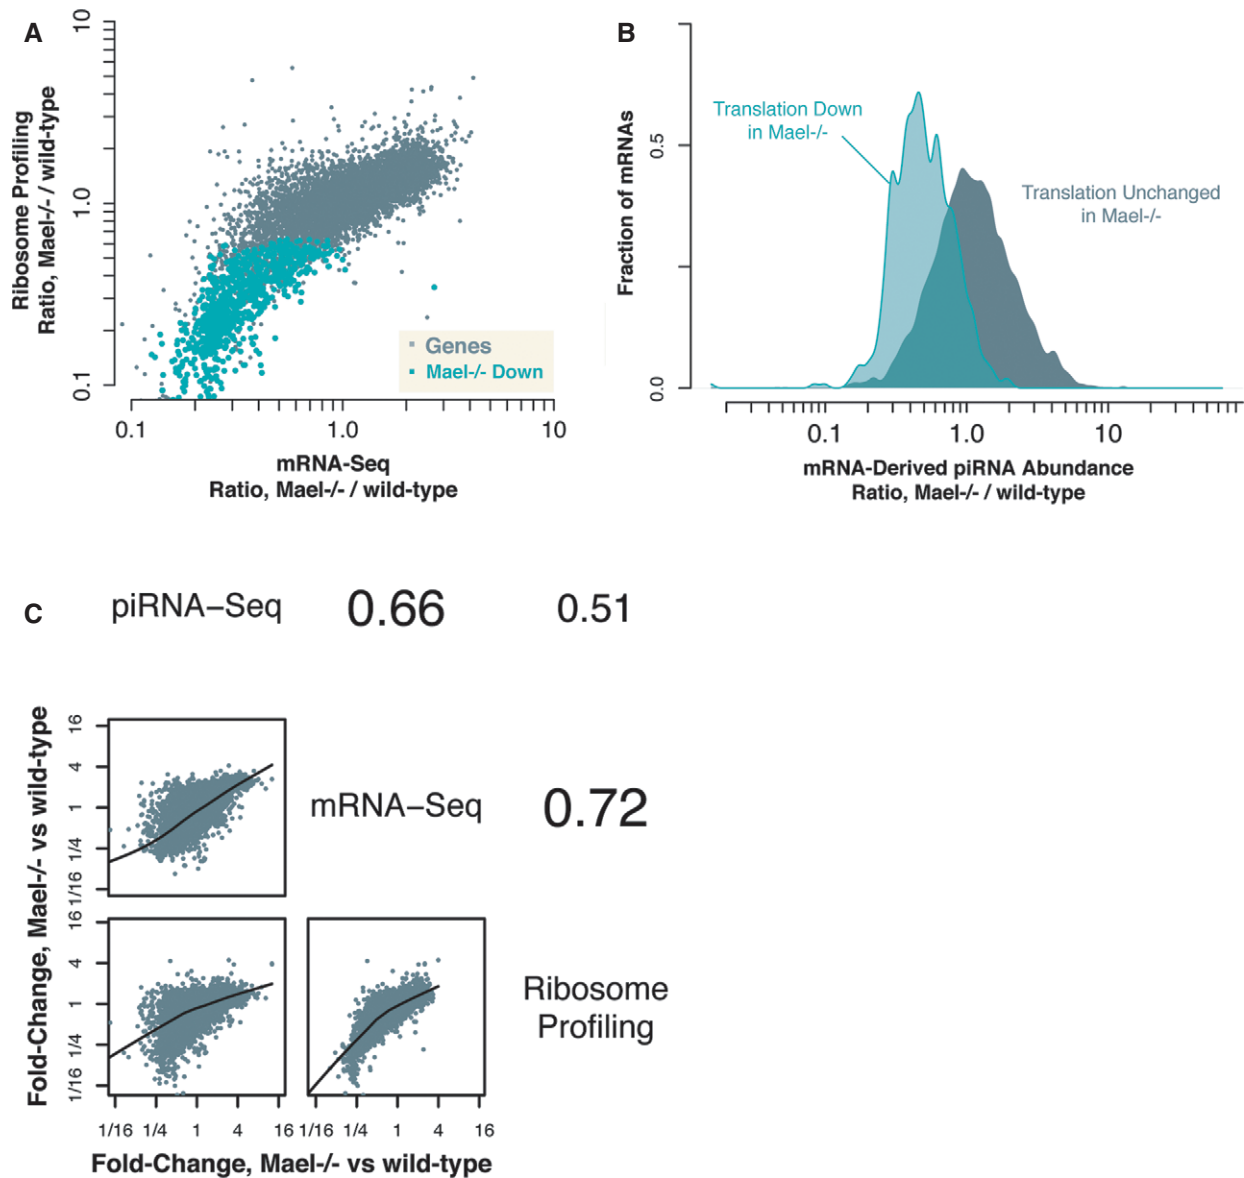 A
Ribosome Profiling
Ratio, Mael-/- / wild-type
10
1.0
0.1
Genes
Mael-/- Down
0.1
1.0
10
mRNA-Seq
Ratio, Mael-/- / wild-type
B
Fraction of mRNAs
0.5
0.0
Translation Down
in Mael-/-
Translation Unchanged
in Mael-/-
0.1
1.0
10
mRNA-Derived piRNA Abundance
Ratio, Mael-/- / wild-type
C
piRNA–Seq
0.66
0.51
Fold-Change, Mael-/- vs wild-type
16
4
1
1/4
1/16
mRNA–Seq
0.72
16
4
1
1/4
1/16
Ribosome
Profiling
1/16 1/4 1 4 16
1/16 1/4 1 4 16
Fold-Change, Mael-/- vs wild-type